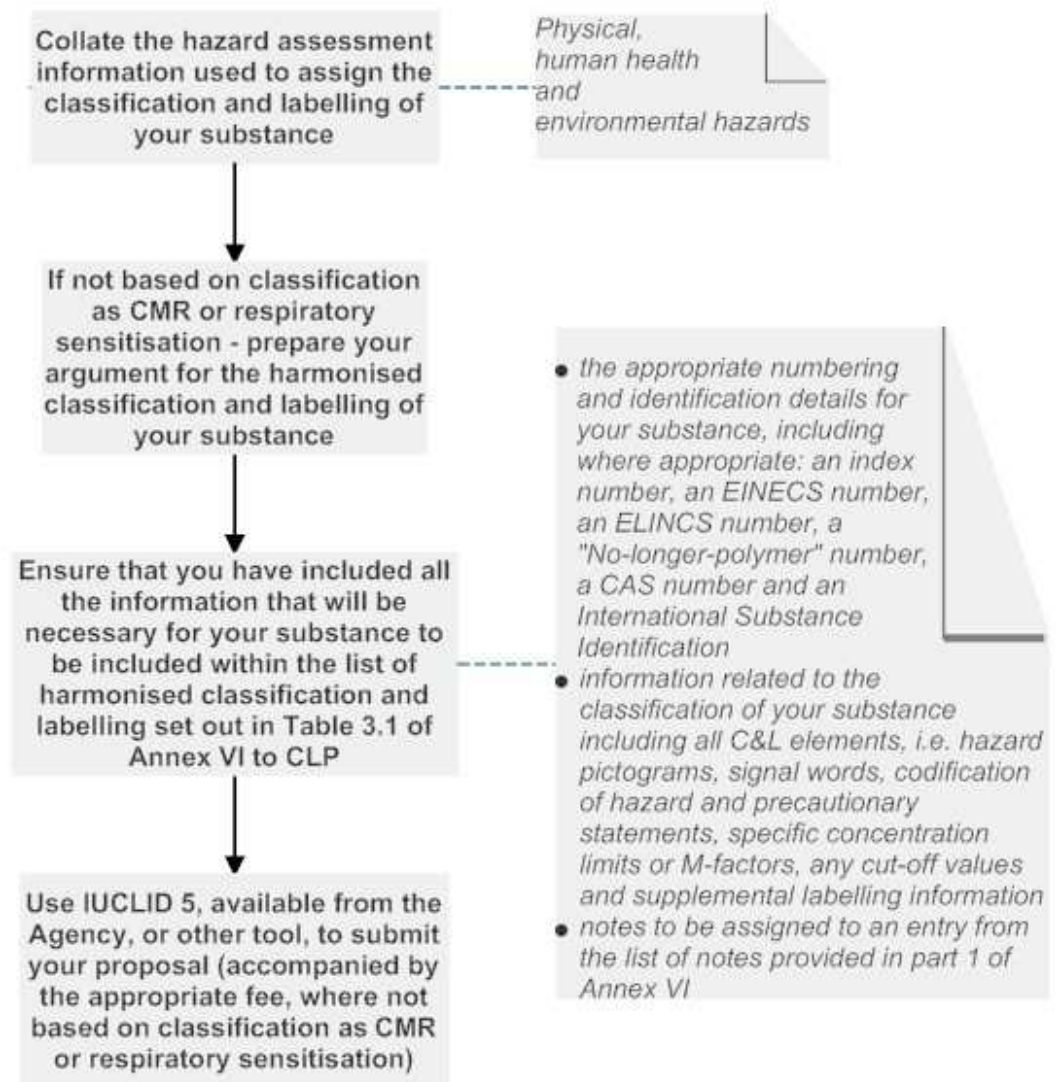 Collate the hazard assessment
information used to assign the
classification and labelling of
your substance
Physical,
human health
and
environmental hazards
If not based on classification
as CMR or respiratory
sensitisation - prepare your
argument for the harmonised
classification and labelling of
your substance
Ensure that you have included all
the information that will be
necessary for your substance to
be included within the list of
harmonised classification and
labelling set out in Table 3.1 of
Annex VI to CLP
• the appropriate numbering
and identification details for
your substance, including
where appropriate: an index
number, an EINECS number,
an ELINCS number, a
"No-longer-polymer" number,
a CAS number and an
International Substance
Identification
• information related to the
classification of your substance
including all C&L elements, i.e. hazard
pictograms, signal words, codification
of hazard and precautionary
statements, specific concentration
limits or M-factors, any cut-off values
and supplemental labelling information
• notes to be assigned to an entry from
the list of notes provided in part 1 of
Annex VI
Use IUCLID 5, available from the
Agency, or other tool, to submit
your proposal (accompanied by
the appropriate fee, where not
based on classification as CMR
or respiratory sensitisation)